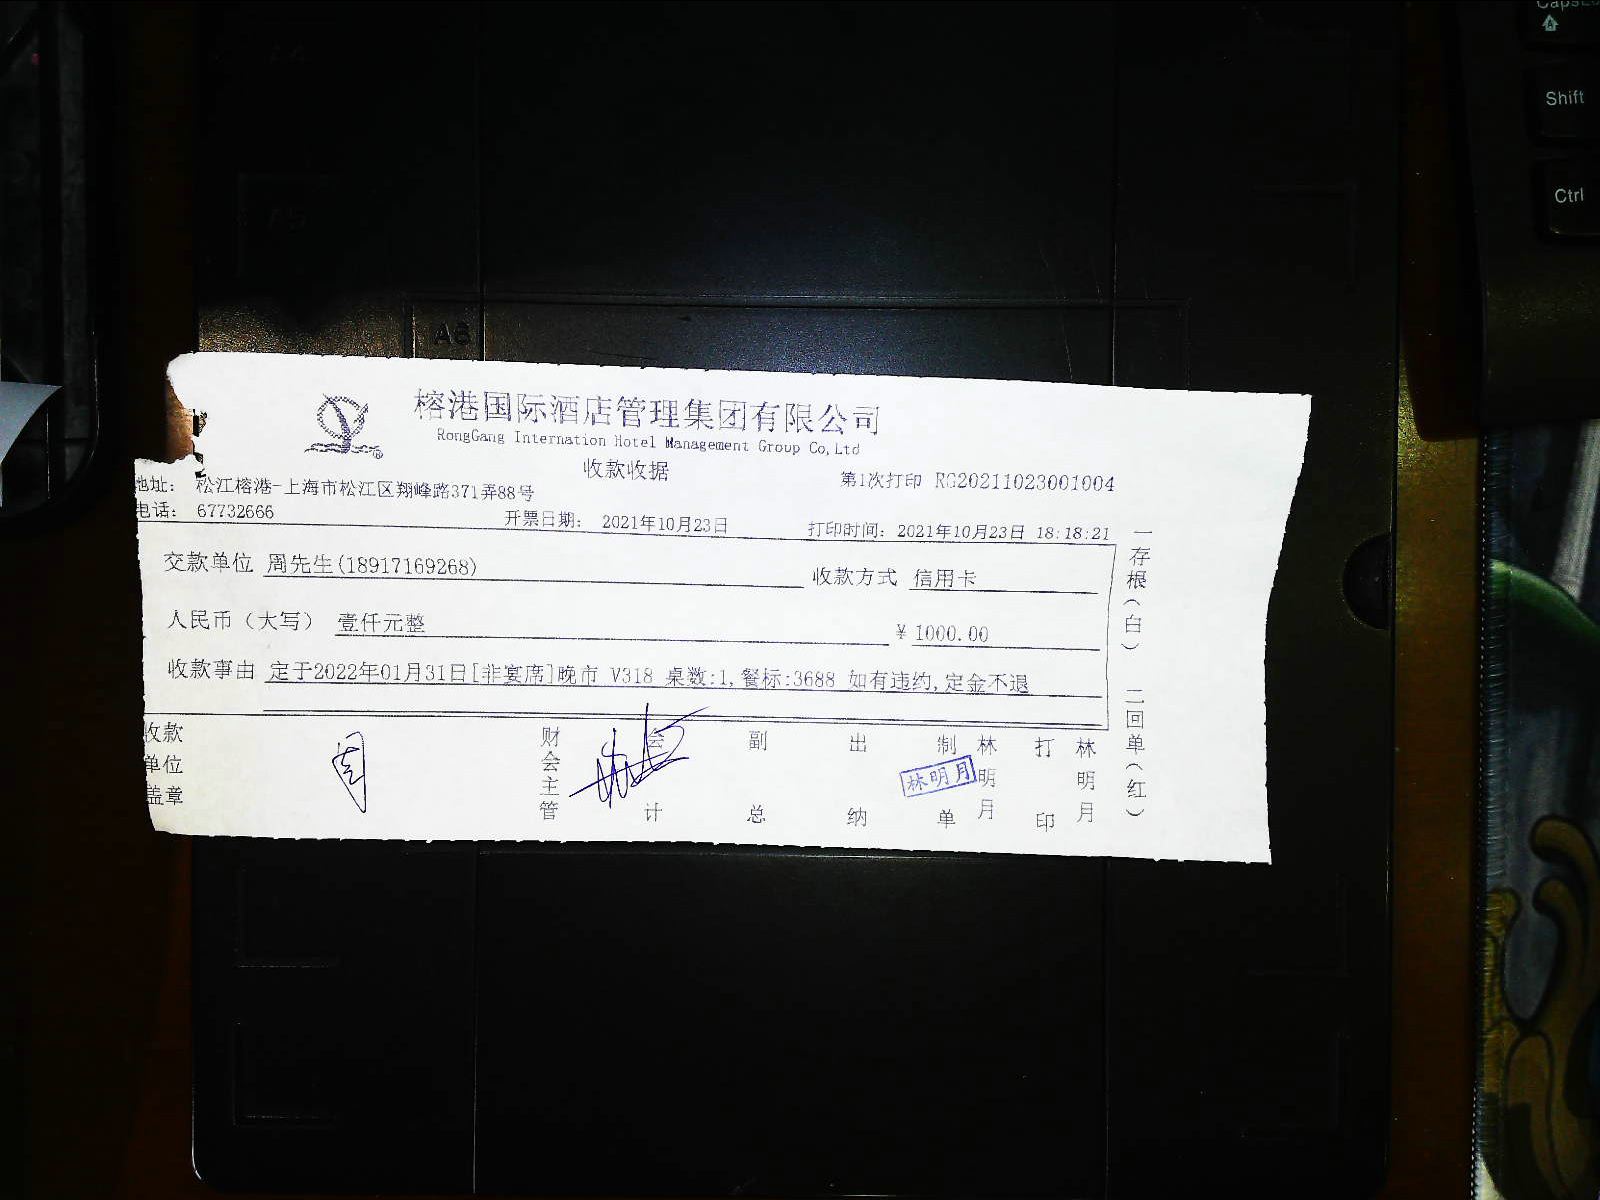 CapsLo
Shift
Ctrl
A4
A5
A6
榕港国际酒店管理集团有限公司
RongGang Internation Hotel Management Group Co,Ltd
收款收据
第1次打印 RG20211023001004
地址： 松江榕港-上海市松江区翔峰路371弄88号
电话： 67732666
开票日期： 2021年10月23日
打印时间： 2021年10月23日 18:18:21
交款单位 周先生(18917169268)
收款方式 信用卡
人民币（大写） 壹仟元整
¥ 1000.00
收款事由 定于2022年01月31日[非宴席]晚市 V318 桌数:1,餐标:3688 如有违约,定金不退
收款单位盖章
周
财会主管
会计
副总
出纳
制单
林明月
林明月
打印
林明月
一存根（白） 二回单（红）